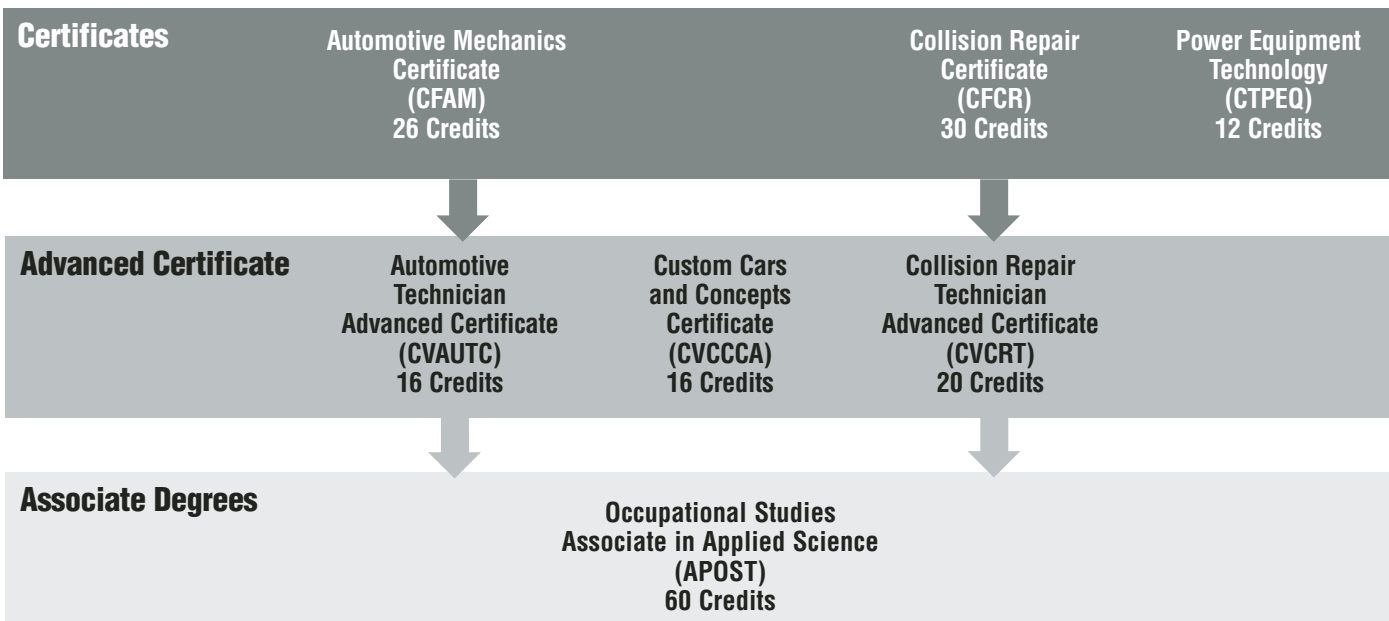 Certificates
Automotive Mechanics
Certificate
(CFAM)
26 Credits
Collision Repair
Certificate
(CFCR)
30 Credits
Power Equipment
Technology
(CTPEQ)
12 Credits
Advanced Certificate
Automotive
Technician
Advanced Certificate
(CVAUTC)
16 Credits
Custom Cars
and Concepts
Certificate
(CVCCCA)
16 Credits
Collision Repair
Technician
Advanced Certificate
(CVCRT)
20 Credits
Associate Degrees
Occupational Studies
Associate in Applied Science
(APOST)
60 Credits